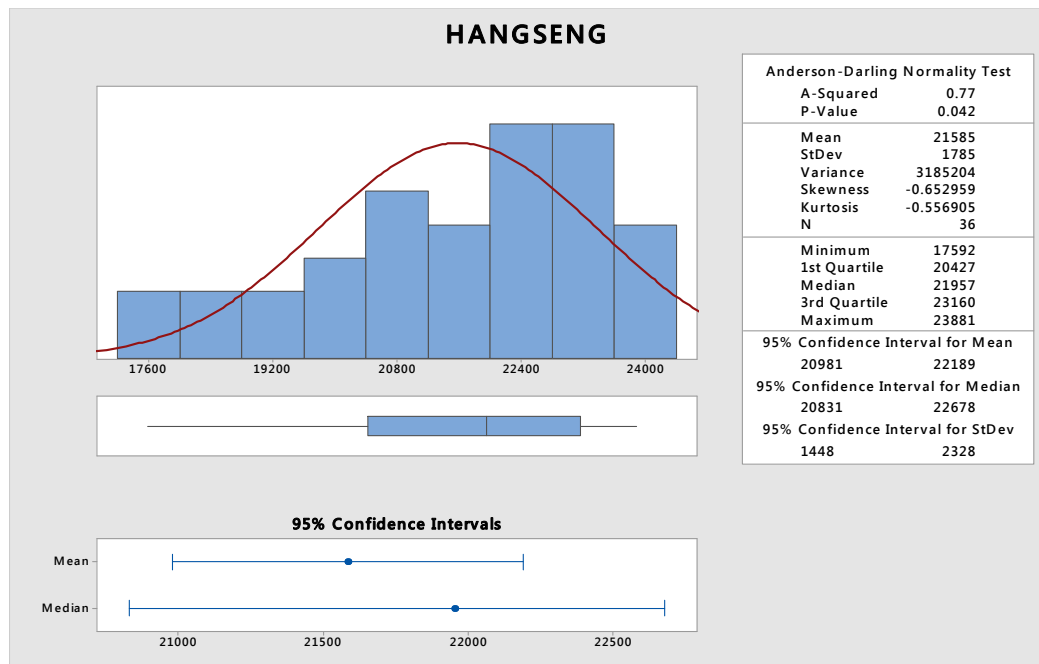 HANGSENG
17600 19200 20800 22400 24000
95% Confidence Intervals
Mean
Median
21000 21500 22000 22500
Anderson-Darling Normality Test
A-Squared 0.77
P-Value 0.042
Mean 21585
StDev 1785
Variance 3185204
Skewness -0.652959
Kurtosis -0.556905
N 36
Minimum 17592
1st Quartile 20427
Median 21957
3rd Quartile 23160
Maximum 23881
95% Confidence Interval for Mean
20981 22189
95% Confidence Interval for Median
20831 22678
95% Confidence Interval for StDev
1448 2328